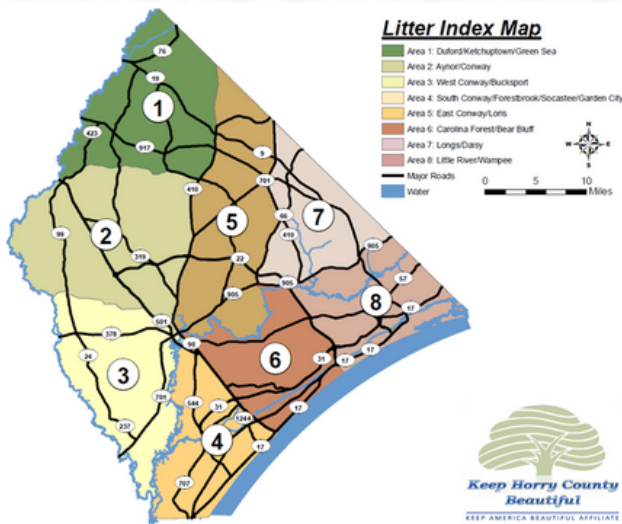 Litter Index Map
Area 1: Duford/Ketchuptown/Green Sea
Area 2: Aynor/Conway
Area 3: West Conway/Bucksport
Area 4: South Conway/Forestbrook/Socastee/Garden City
Area 5: East Conway/Loris
Area 6: Carolina Forest/Bear Bluff
Area 7: Longs/Daisy
Area 8: Little River/Wampee
Major Roads
Water
N
W E
S
0 5 10
Miles
76
19
1
423
917
9
410
701
5
7
66
99
2
410
319
22
905
905
57
905
8
17
501
378
90
6
31
17
17
24
3
701
544
31
17
1244
237
4
17
707
Keep Horry County
Beautiful
KEEP AMERICA BEAUTIFUL AFFILIATE